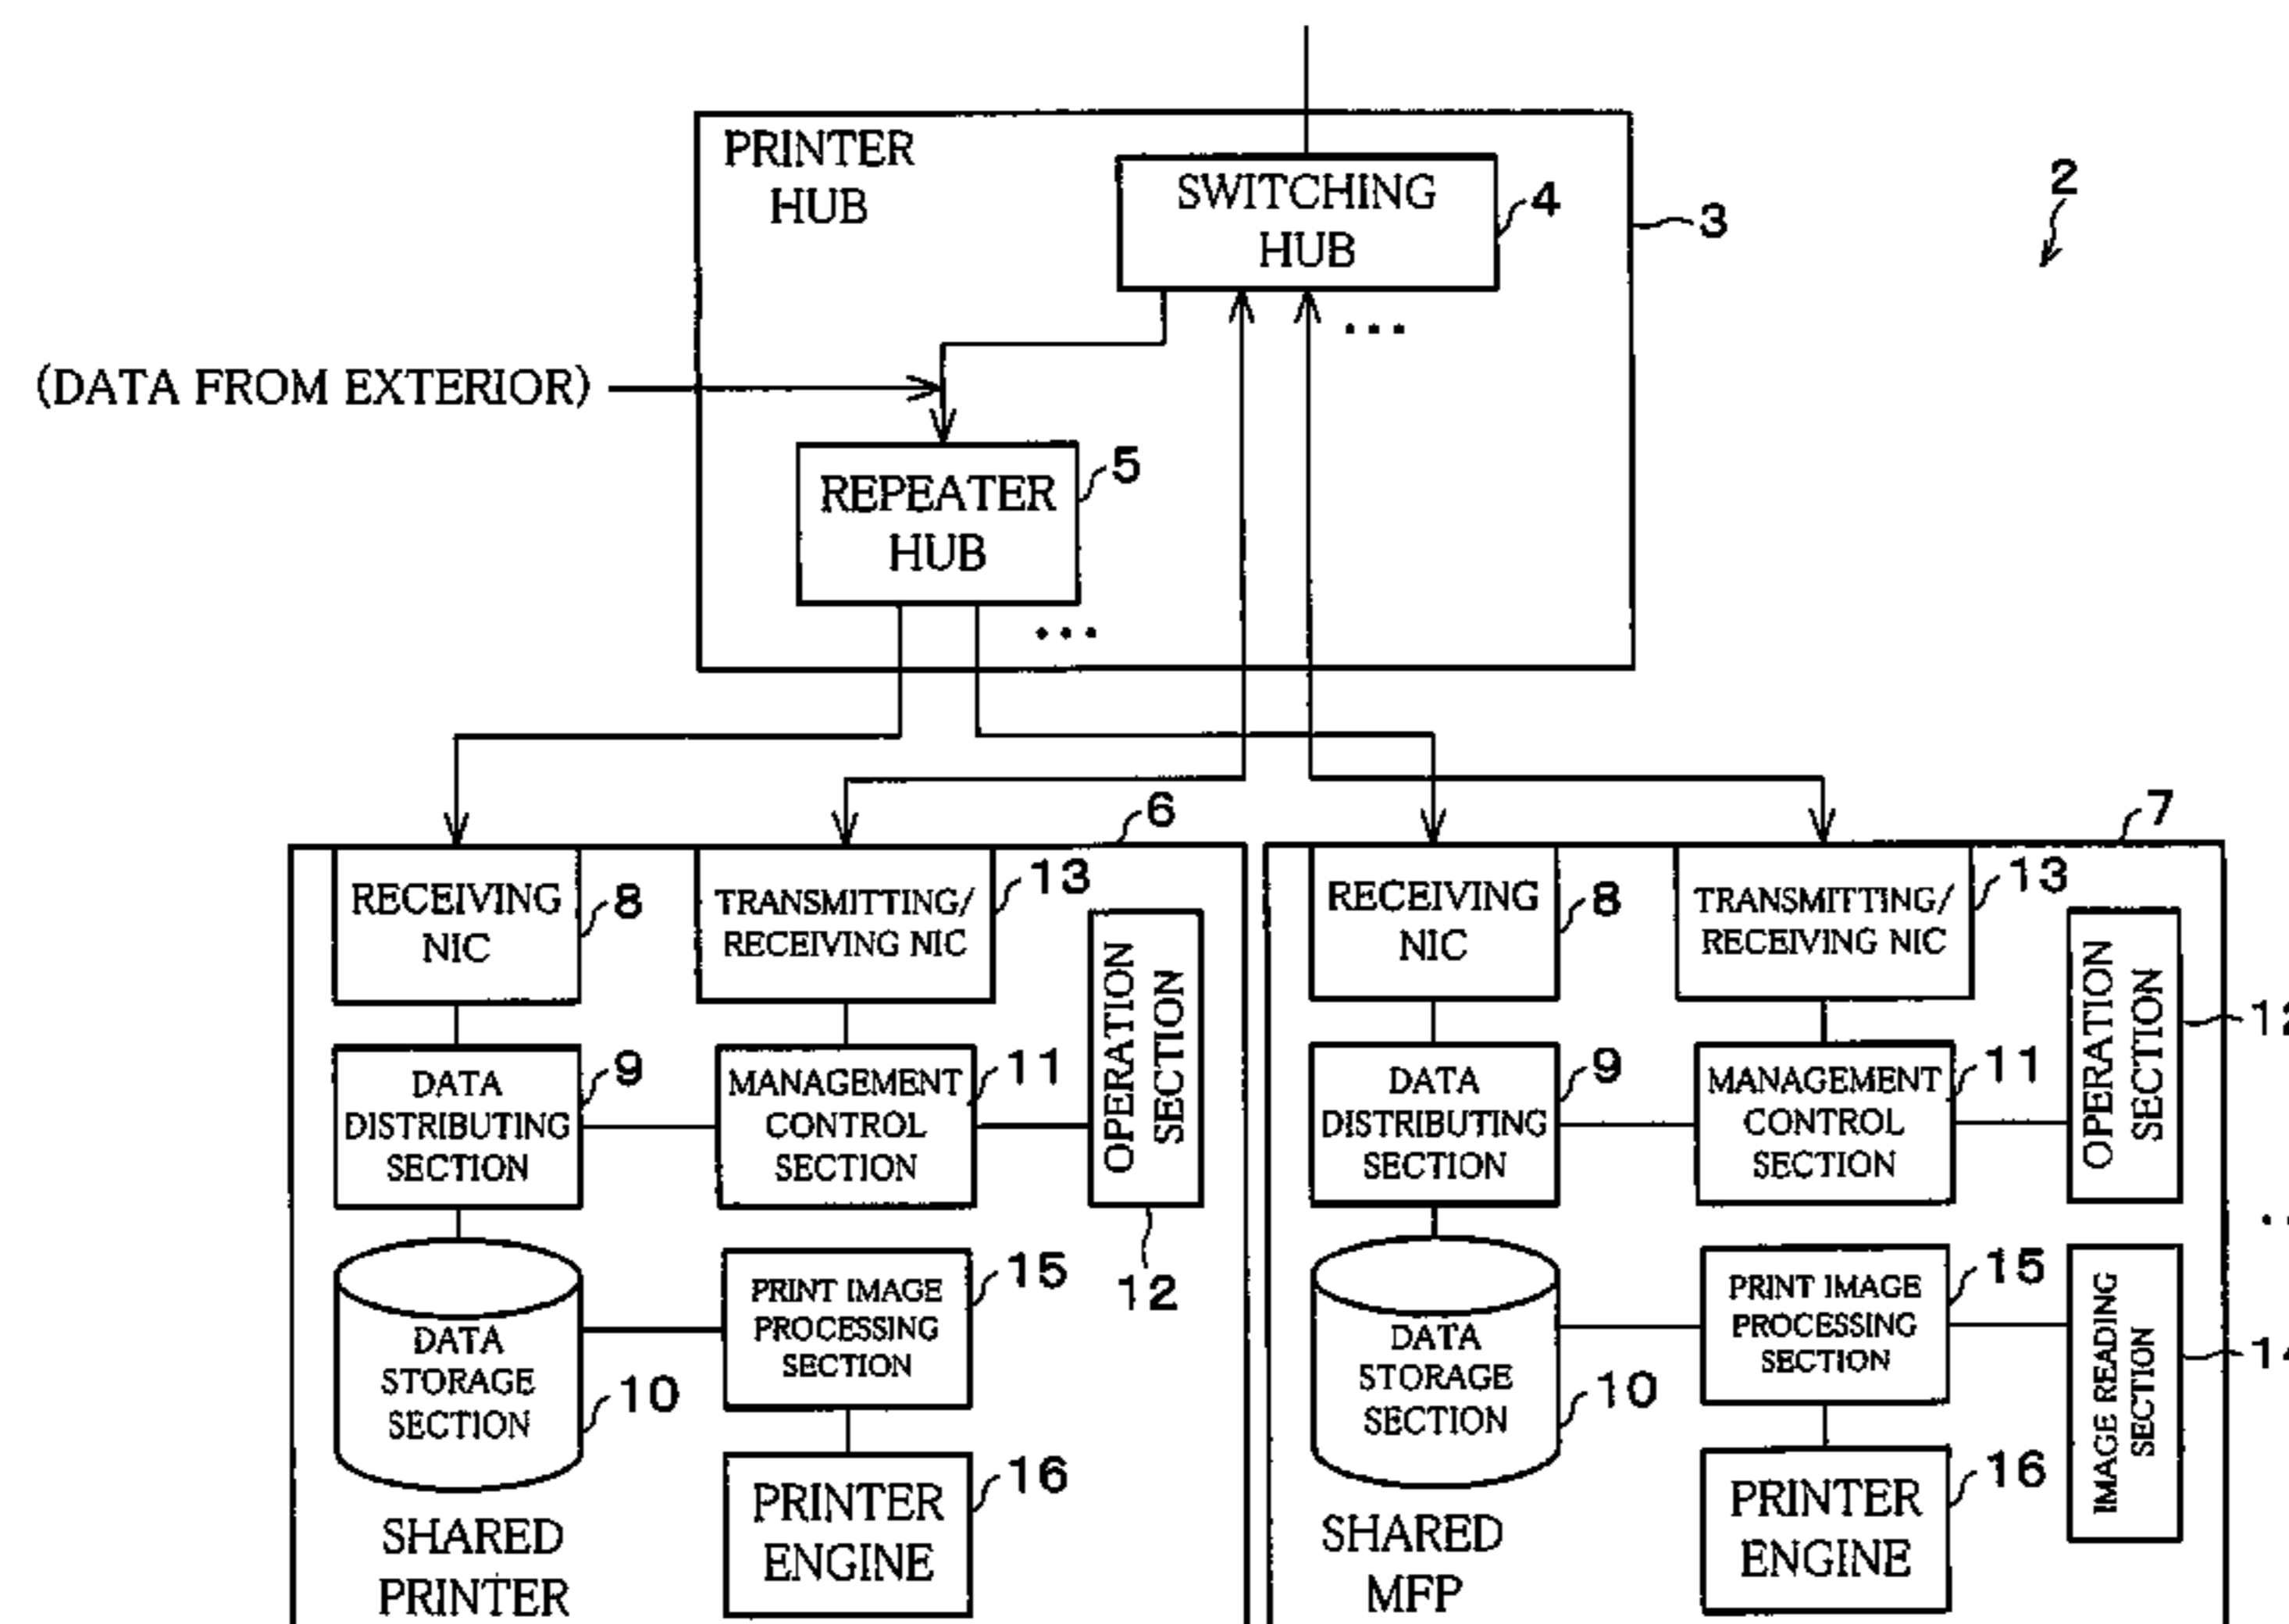 PRINTER
HUB
SWITCHING
HUB
4
3
2
...
(DATA FROM EXTERIOR)
REPEATER
HUB
5
...
6
7
RECEIVING
NIC
8
TRANSMITTING/
RECEIVING NIC
13
OPERATION
SECTION
12
DATA
DISTRIBUTING
SECTION
9
MANAGEMENT
CONTROL
SECTION
11
DATA
STORAGE
SECTION
10
PRINT IMAGE
PROCESSING
SECTION
15
PRINTER
ENGINE
16
SHARED
PRINTER
RECEIVING
NIC
8
TRANSMITTING/
RECEIVING NIC
13
OPERATION
SECTION
DATA
DISTRIBUTING
SECTION
9
MANAGEMENT
CONTROL
SECTION
11
DATA
STORAGE
SECTION
10
PRINT IMAGE
PROCESSING
SECTION
15
IMAGE READING
SECTION
PRINTER
ENGINE
16
SHARED
MFP